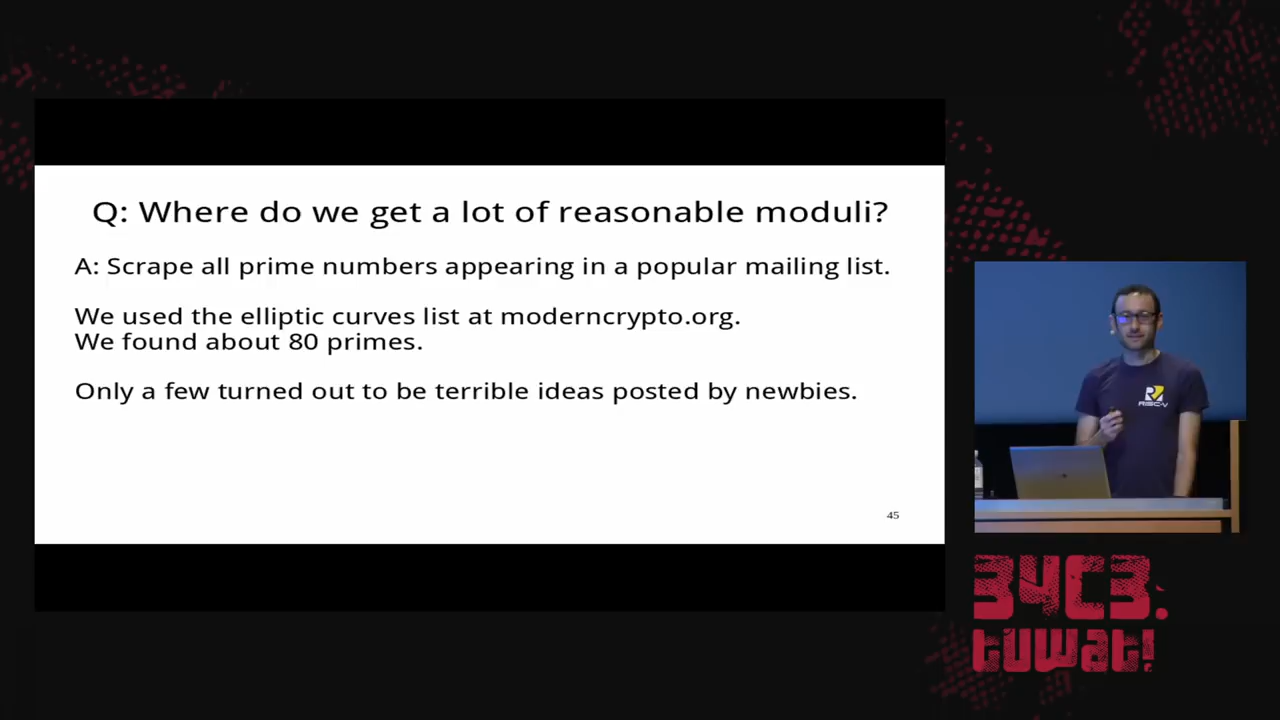 Q: Where do we get a lot of reasonable moduli?
A: Scrape all prime numbers appearing in a popular mailing list.
We used the elliptic curves list at moderncrypto.org.
We found about 80 primes.
Only a few turned out to be terrible ideas posted by newbies.
45
RISC-V
34C3.
tuwat!